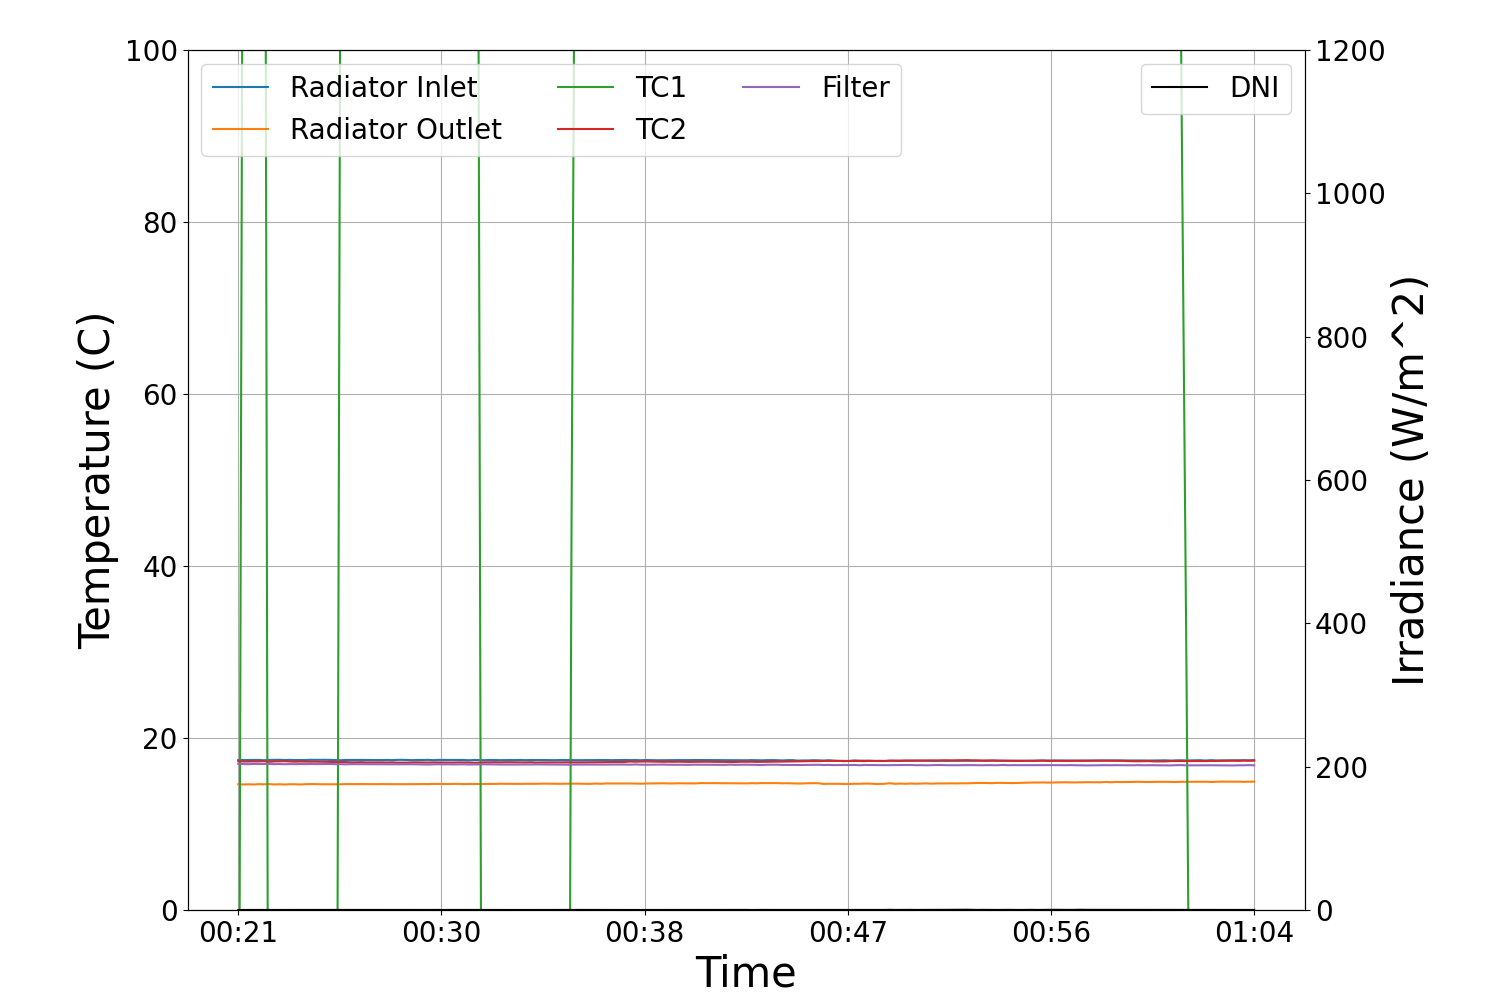 Radiator Inlet
Radiator Outlet
TC1
TC2
Filter
DNI
Temperature (C)
100
80
60
40
20
0
Irradiance (W/m^2)
1200
1000
800
600
400
200
0
00:21 00:30 00:38 00:47 00:56 01:04
Time